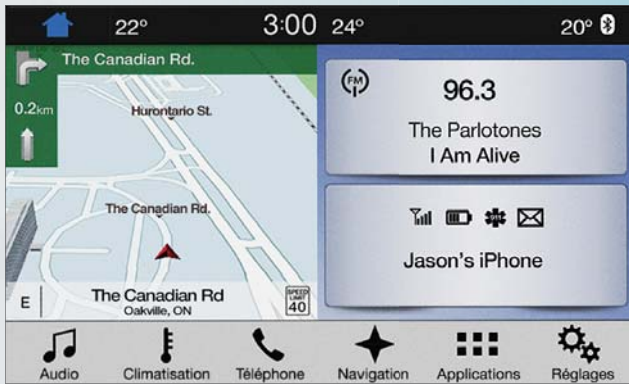 22° 3:00 24° 20°
The Canadian Rd.
0.2km
Hurontario St.
The Canadian Rd.
E
The Canadian Rd
Oakville, ON
SPEED
LIMIT
40
FM
96.3
The Parlotones
I Am Alive
911
Jason's iPhone
Audio Climatisation Téléphone Navigation Applications Réglages